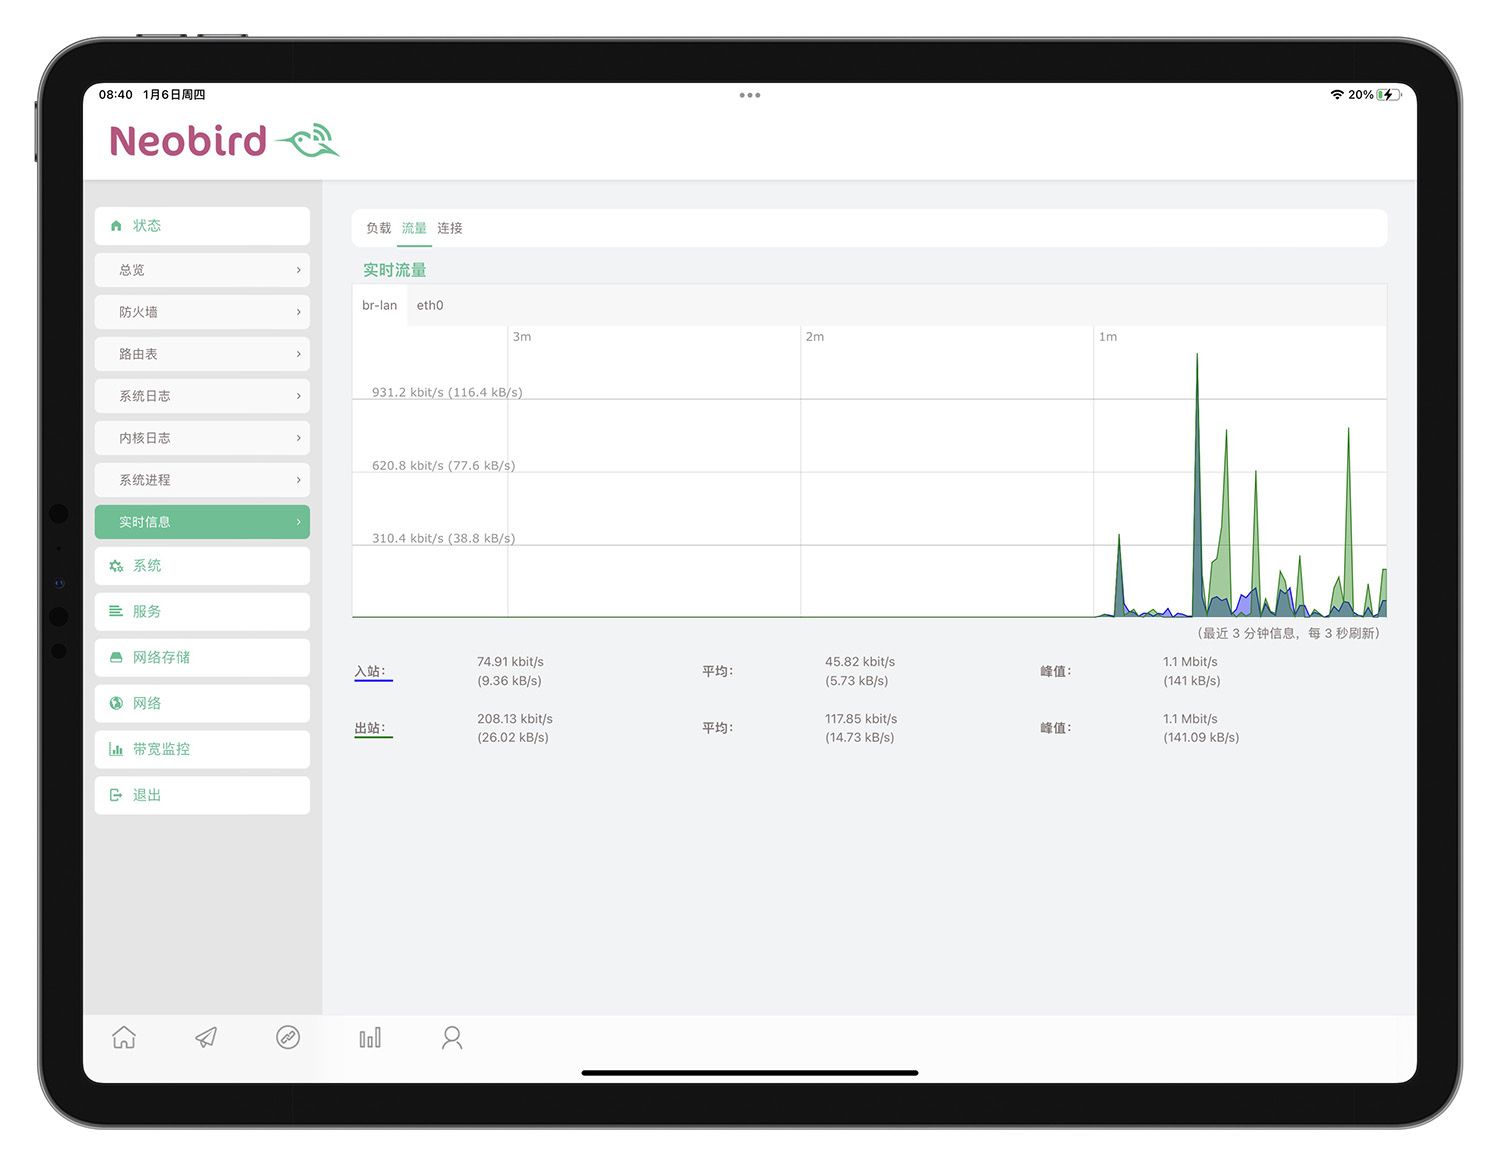 08:40 1月6日周四
20%
Neobird
状态
总览
防火墙
路由表
系统日志
内核日志
系统进程
实时信息
系统
服务
网络存储
网络
带宽监控
退出
负载 流量 连接
实时流量
br-lan eth0
3m 2m 1m
931.2 kbit/s (116.4 kB/s)
620.8 kbit/s (77.6 kB/s)
310.4 kbit/s (38.8 kB/s)
(最近 3 分钟信息，每 3 秒刷新)
入站： 74.91 kbit/s 平均： 45.82 kbit/s 峰值： 1.1 Mbit/s
(9.36 kB/s) (5.73 kB/s) (141 kB/s)
出站： 208.13 kbit/s 平均： 117.85 kbit/s 峰值： 1.1 Mbit/s
(26.02 kB/s) (14.73 kB/s) (141.09 kB/s)